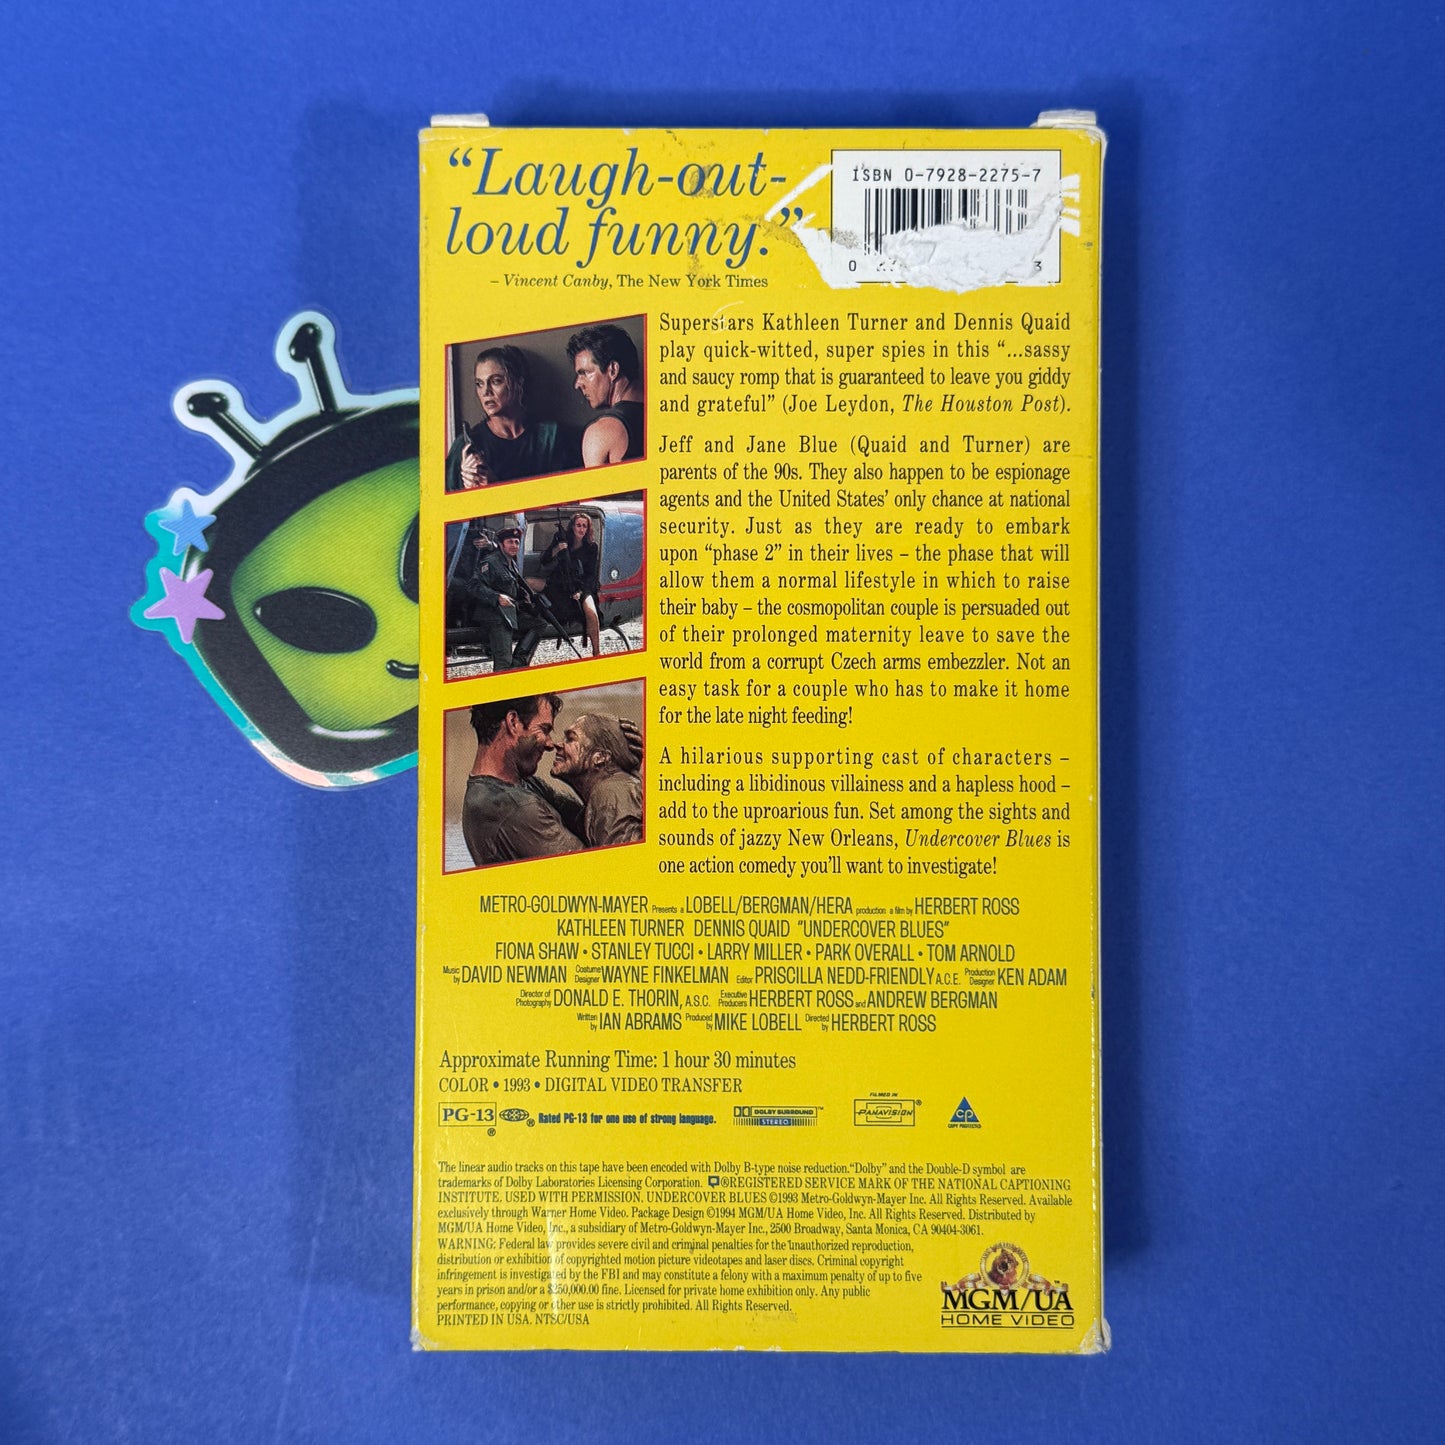 “Laugh-out-
loud funny.”
– Vincent Canby, The New York Times
ISBN 0-7928-2275-7
0 3
Superstars Kathleen Turner and Dennis Quaid
play quick-witted, super spies in this “...sassy
and saucy romp that is guaranteed to leave you giddy
and grateful” (Joe Leydon, The Houston Post).
Jeff and Jane Blue (Quaid and Turner) are
parents of the 90s. They also happen to be espionage
agents and the United States’ only chance at national
security. Just as they are ready to embark
upon “phase 2” in their lives – the phase that will
allow them a normal lifestyle in which to raise
their baby – the cosmopolitan couple is persuaded out
of their prolonged maternity leave to save the
world from a corrupt Czech arms embezzler. Not an
easy task for a couple who has to make it home
for the late night feeding!
A hilarious supporting cast of characters –
including a libidinous villainess and a hapless hood –
add to the uproarious fun. Set among the sights and
sounds of jazzy New Orleans, Undercover Blues is
one action comedy you’ll want to investigate!
METRO-GOLDWYN-MAYER Presents a LOBELL/BERGMAN/HERA production a film by HERBERT ROSS
KATHLEEN TURNER DENNIS QUAID "UNDERCOVER BLUES"
FIONA SHAW • STANLEY TUCCI • LARRY MILLER • PARK OVERALL • TOM ARNOLD
Music by DAVID NEWMAN Costume Designer WAYNE FINKELMAN Editor PRISCILLA NEDD-FRIENDLY A.C.E. Production Designer KEN ADAM
Director of Photography DONALD E. THORIN, A.S.C. Executive Producers HERBERT ROSS and ANDREW BERGMAN
Written by IAN ABRAMS Produced by MIKE LOBELL Directed by HERBERT ROSS
Approximate Running Time: 1 hour 30 minutes
COLOR • 1993 • DIGITAL VIDEO TRANSFER
PG-13 ® ® Rated PG-13 for one use of strong language. DOLBY SURROUND ™ STEREO FILMED IN PANAVISION ® CP COPY PROTECTED
The linear audio tracks on this tape have been encoded with Dolby B-type noise reduction.“Dolby” and the Double-D symbol are
trademarks of Dolby Laboratories Licensing Corporation. ®REGISTERED SERVICE MARK OF THE NATIONAL CAPTIONING
INSTITUTE. USED WITH PERMISSION. UNDERCOVER BLUES ©1993 Metro-Goldwyn-Mayer Inc. All Rights Reserved. Available
exclusively through Warner Home Video. Package Design ©1994 MGM/UA Home Video, Inc. All Rights Reserved. Distributed by
MGM/UA Home Video, Inc., a subsidiary of Metro-Goldwyn-Mayer Inc., 2500 Broadway, Santa Monica, CA 90404-3061.
WARNING: Federal law provides severe civil and criminal penalties for the unauthorized reproduction,
distribution or exhibition of copyrighted motion picture videotapes and laser discs. Criminal copyright
infringement is investigated by the FBI and may constitute a felony with a maximum penalty of up to five
years in prison and/or a $250,000.00 fine. Licensed for private home exhibition only. Any public
performance, copying or other use is strictly prohibited. All Rights Reserved.
PRINTED IN USA. NTSC/USA
MGM/UA
HOME VIDEO